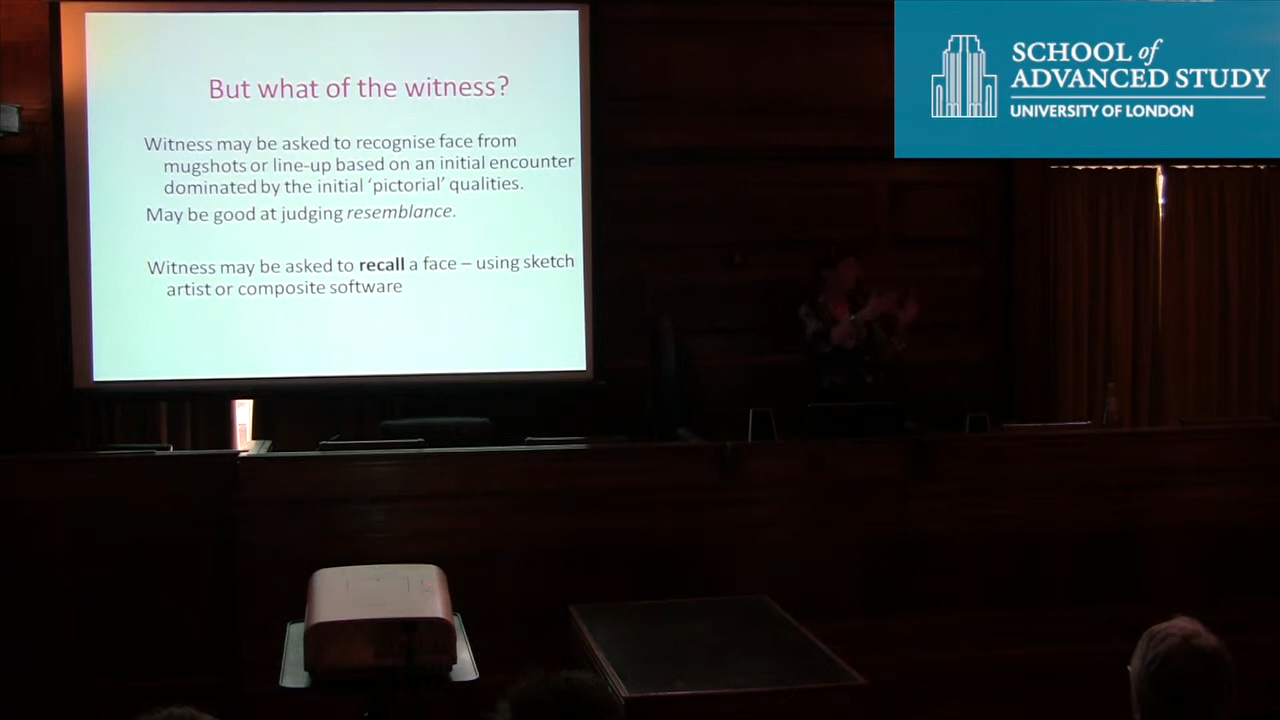 But what of the witness?
Witness may be asked to recognise face from
mugshots or line-up based on an initial encounter
dominated by the initial ‘pictorial’ qualities.
May be good at judging resemblance.
Witness may be asked to recall a face – using sketch
artist or composite software
SCHOOL of
ADVANCED STUDY
UNIVERSITY OF LONDON